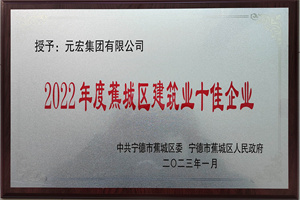 授予：元宏集团有限公司
2022年度蕉城区建筑业十佳企业
中共宁德市蕉城区委 宁德市蕉城区人民政府
二〇二三年一月